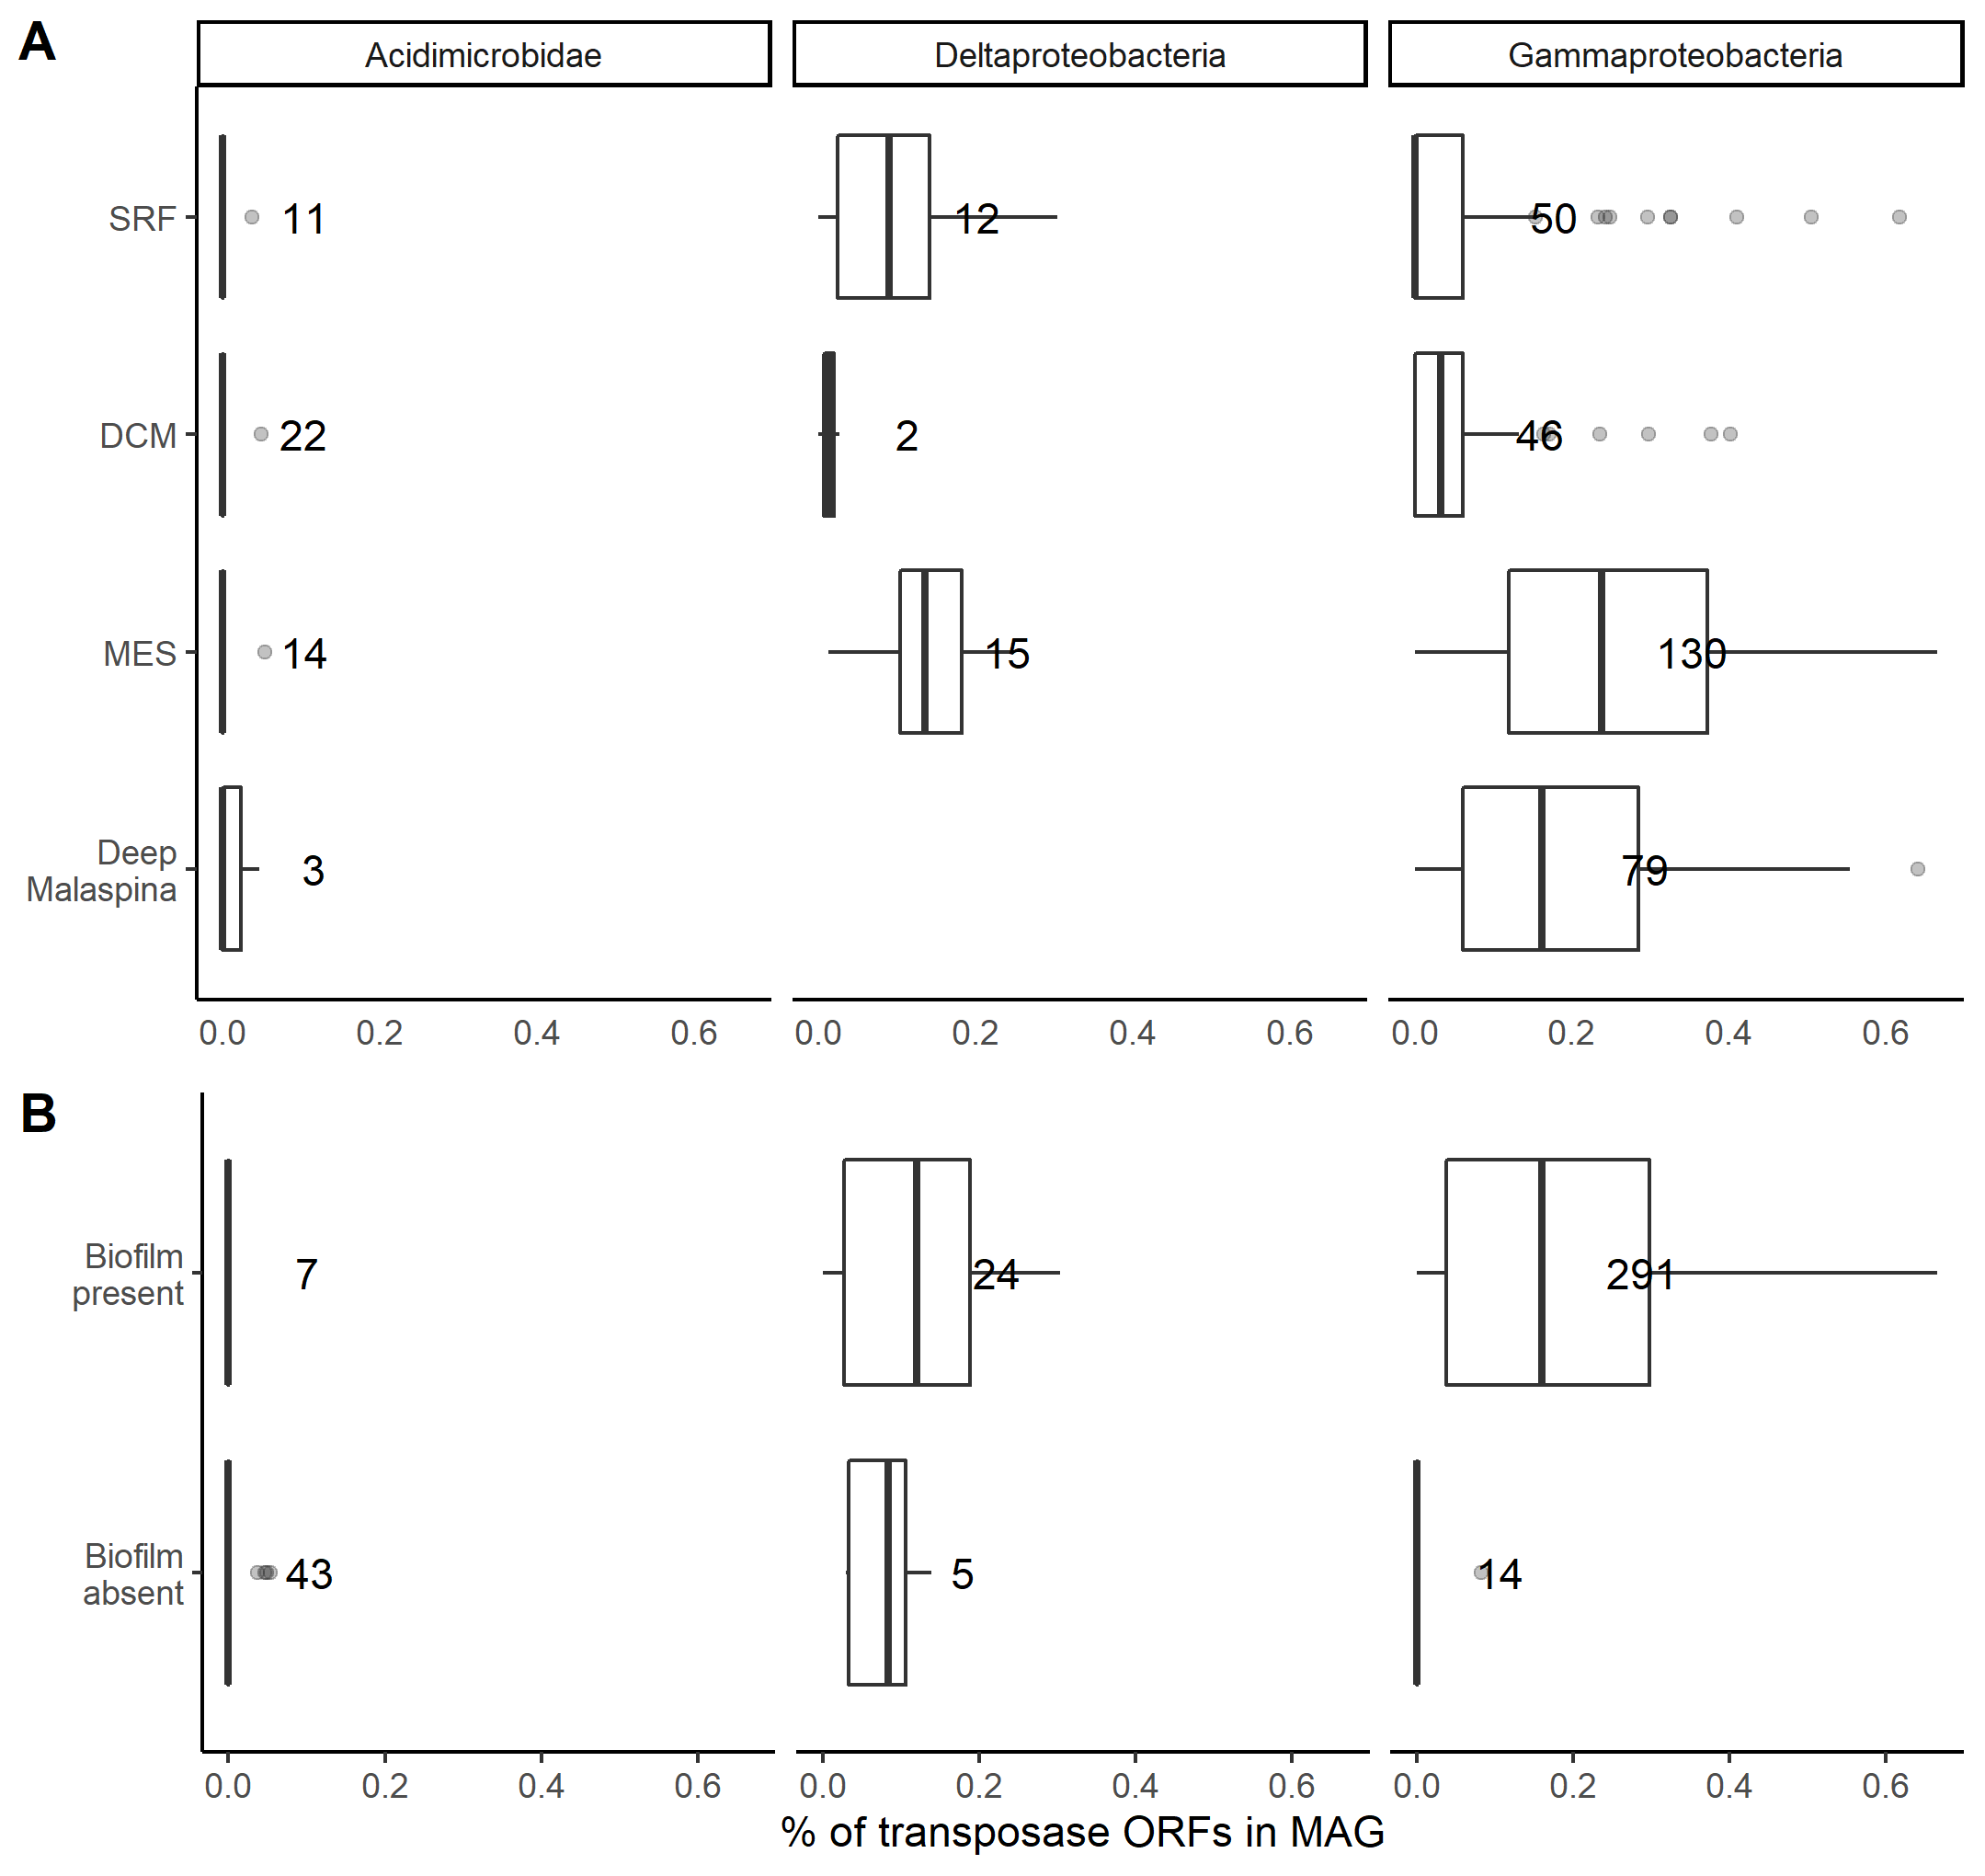 A
Acidimicrobidae Deltaproteobacteria Gammaproteobacteria
SRF 11 12 50
DCM 22 2 46
MES 14 15 130
Deep
Malaspina 3 79
0.0 0.2 0.4 0.6 0.0 0.2 0.4 0.6 0.0 0.2 0.4 0.6
B
Biofilm
present 7 24 291
Biofilm
absent 43 5 14
0.0 0.2 0.4 0.6 0.0 0.2 0.4 0.6 0.0 0.2 0.4 0.6
% of transposase ORFs in MAG